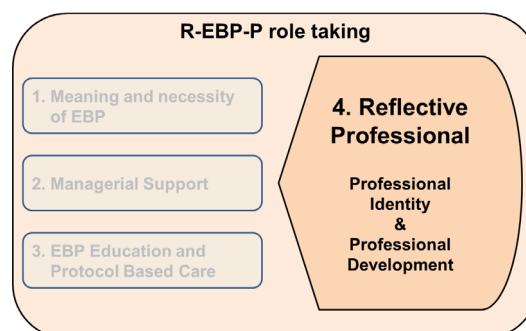 R-EBP-P role taking
1. Meaning and necessity
of EBP
2. Managerial Support
3. EBP Education and
Protocol Based Care
4. Reflective
Professional
Professional
Identity
&
Professional
Development